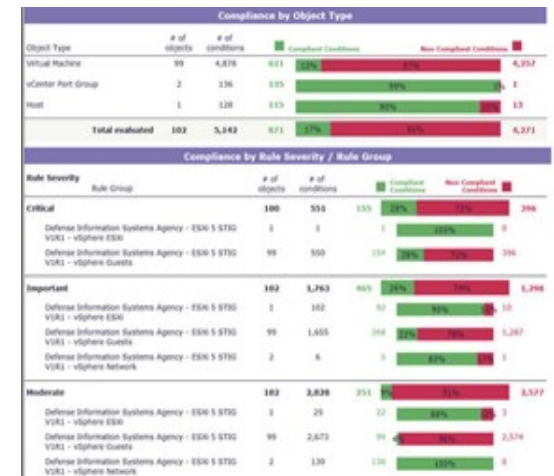 Compliance by Object Type
Object Type # of objects # of conditions Compliant Conditions Non Compliant Conditions
Virtual Machine 99 4,878 621 4,257
vCenter Port Group 2 136 135 99% 1
Host 1 128 115 90% 13
Total evaluated 102 5,142 871 17% 4,271
Compliance by Rule Severity / Rule Group
Rule Severity
Rule Group # of objects # of conditions Compliant Conditions Non Compliant Conditions
Critical 100 551 155 28% 72% 396
Defense Information Systems Agency - ESXi 5 STIG
V1R1 - vSphere ESXi 1 1 1 100% 0
Defense Information Systems Agency - ESXi 5 STIG
V1R1 - vSphere Guests 99 550 154 28% 72% 396
Important 102 1,763 465 26% 74% 1,298
Defense Information Systems Agency - ESXi 5 STIG
V1R1 - vSphere ESXi 1 102 92 90% 10
Defense Information Systems Agency - ESXi 5 STIG
V1R1 - vSphere Guests 99 1,655 368 22% 78% 1,287
Defense Information Systems Agency - ESXi 5 STIG
V1R1 - vSphere Network 2 6 5 83% 17% 1
Moderate 102 2,828 251 9% 91% 2,577
Defense Information Systems Agency - ESXi 5 STIG
V1R1 - vSphere ESXi 1 25 22 88% 3
Defense Information Systems Agency - ESXi 5 STIG
V1R1 - vSphere Guests 99 2,673 99 96% 2,574
Defense Information Systems Agency - ESXi 5 STIG
V1R1 - vSphere Network 2 130 130 100% 0